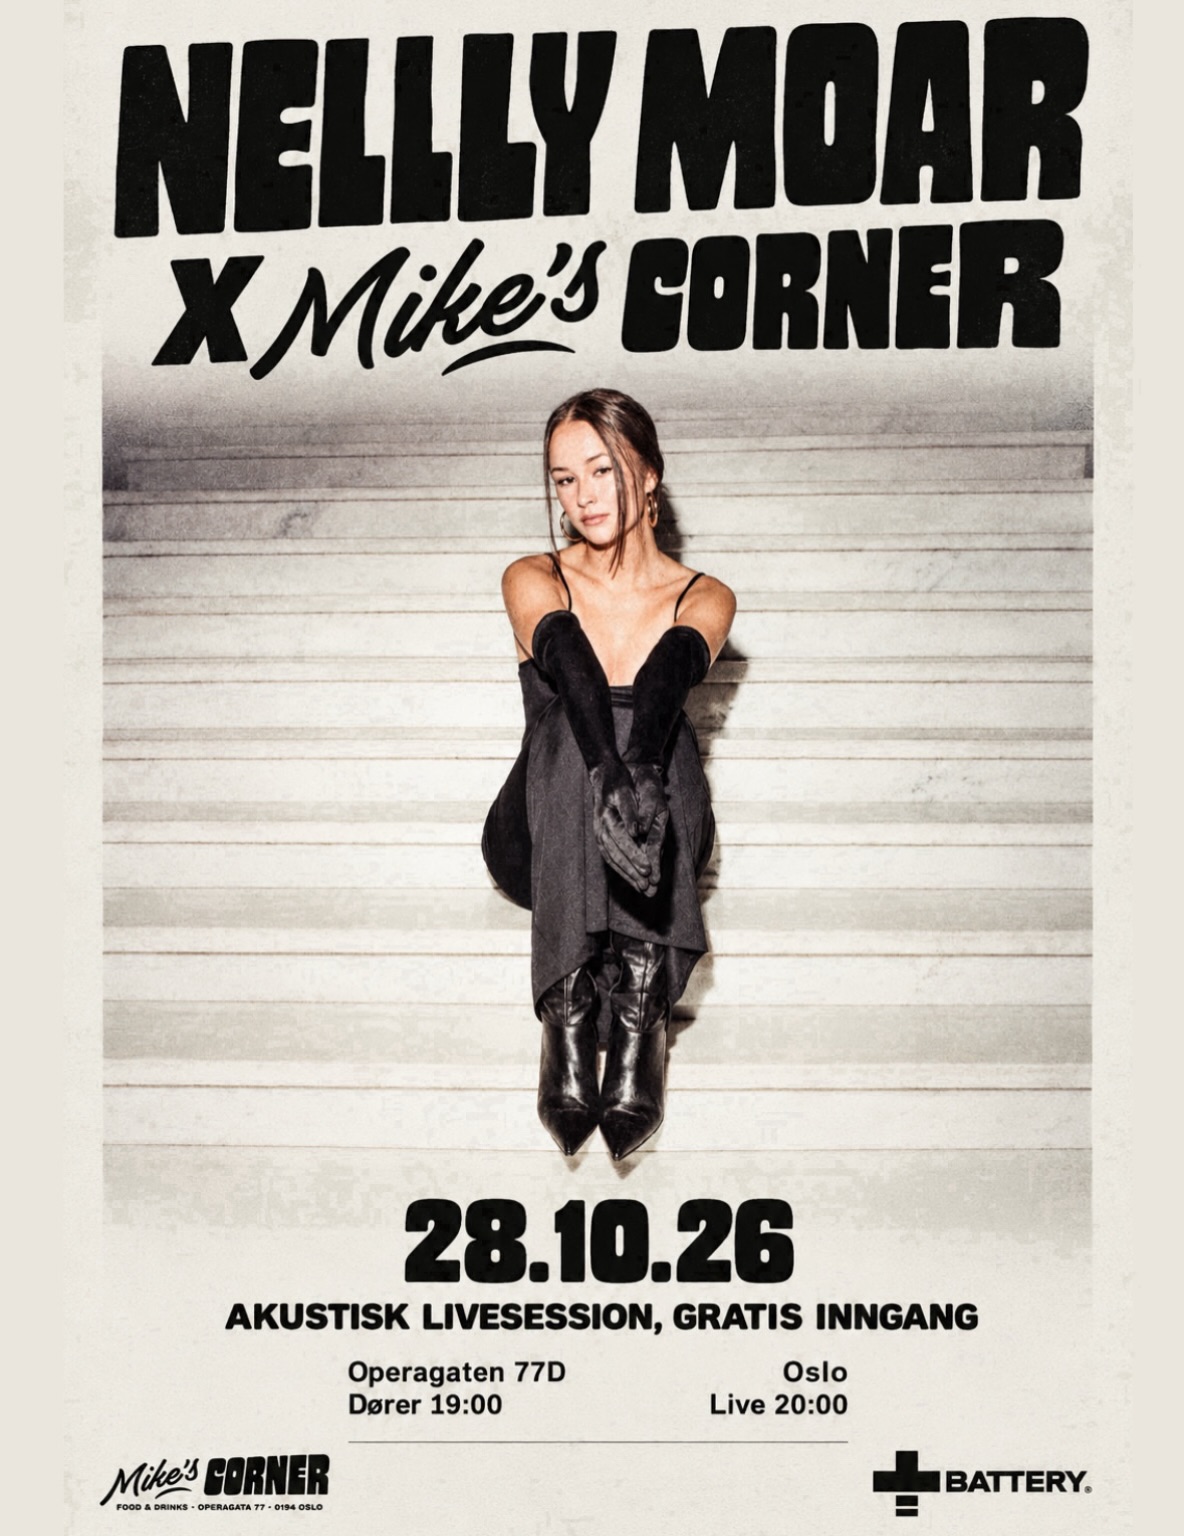 NELLLY MOAR
X Mike's CORNER
28.10.26
AKUSTISK LIVESESSION, GRATIS INNGANG
Operagaten 77D
Oslo
Dører 19:00
Live 20:00
Mike's CORNER
FOOD & DRINKS · OPERAGATA 77 · 0194 OSLO
BATTERY®